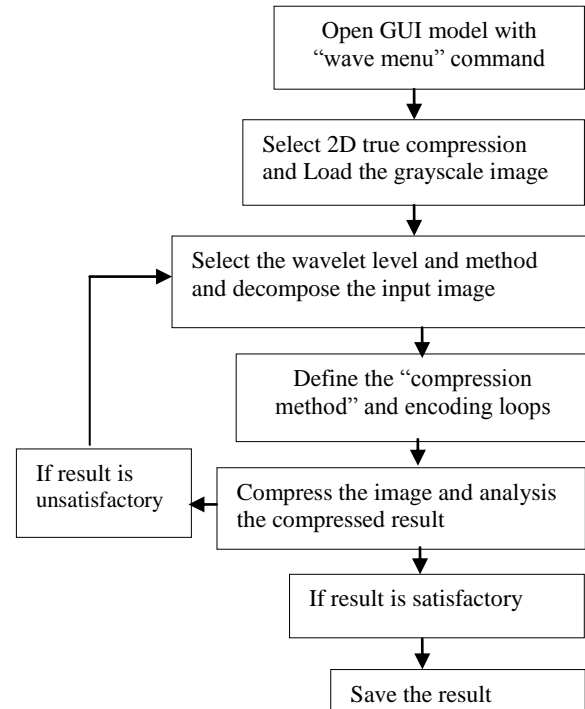 Open GUI model with
“wave menu” command
Select 2D true compression
and Load the grayscale image
Select the wavelet level and method
and decompose the input image
Define the “compression
method” and encoding loops
If result is
unsatisfactory
Compress the image and analysis
the compressed result
If result is satisfactory
Save the result